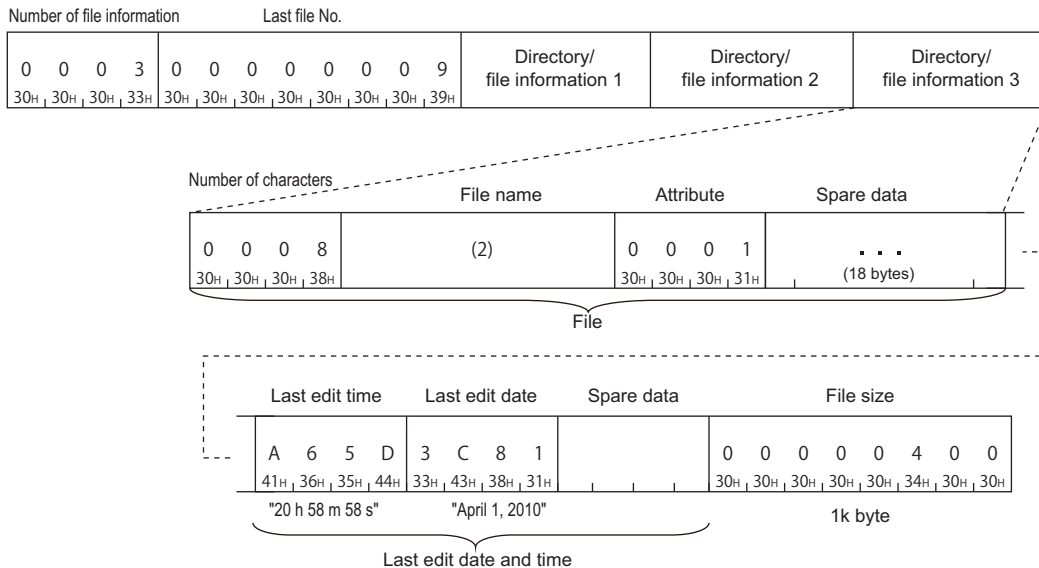 Number of file information Last file No.
0 0 0 3 0 0 0 0 0 0 0 9 Directory/ Directory/ Directory/
30H 30H 30H 33H 30H 30H 30H 30H 30H 30H 30H 39H file information 1 file information 2 file information 3
Number of characters File name Attribute Spare data
0 0 0 8 (2) 0 0 0 1 ...
30H 30H 30H 38H 30H 30H 30H 31H (18 bytes)
File
Last edit time Last edit date Spare data File size
A 6 5 D 3 C 8 1 0 0 0 0 0 4 0 0
41H 36H 35H 44H 33H 43H 38H 31H 30H 30H 30H 30H 30H 34H 30H 30H
"20 h 58 m 58 s" "April 1, 2010" 1k byte
Last edit date and time